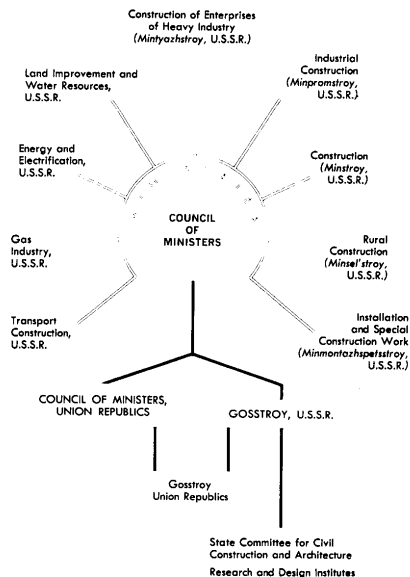 Construction of Enterprises
of Heavy Industry
(Mintyazhstroy, U.S.S.R.)
Land Improvement and
Water Resources,
U.S.S.R.
Industrial
Construction
(Minpromstroy,
U.S.S.R.)
Energy and
Electrification,
U.S.S.R.
Construction
(Minstroy,
U.S.S.R.)
COUNCIL
OF
MINISTERS
Gas
Industry,
U.S.S.R.
Rural
Construction
(Minsel'stroy,
U.S.S.R.)
Transport
Construction,
U.S.S.R.
Installation
and Special
Construction Work
(Minmontazhspetsstroy,
U.S.S.R.)
COUNCIL OF MINISTERS,
UNION REPUBLICS
GOSSTROY, U.S.S.R.
Gosstroy
Union Republics
State Committee for Civil
Construction and Architecture
Research and Design Institutes